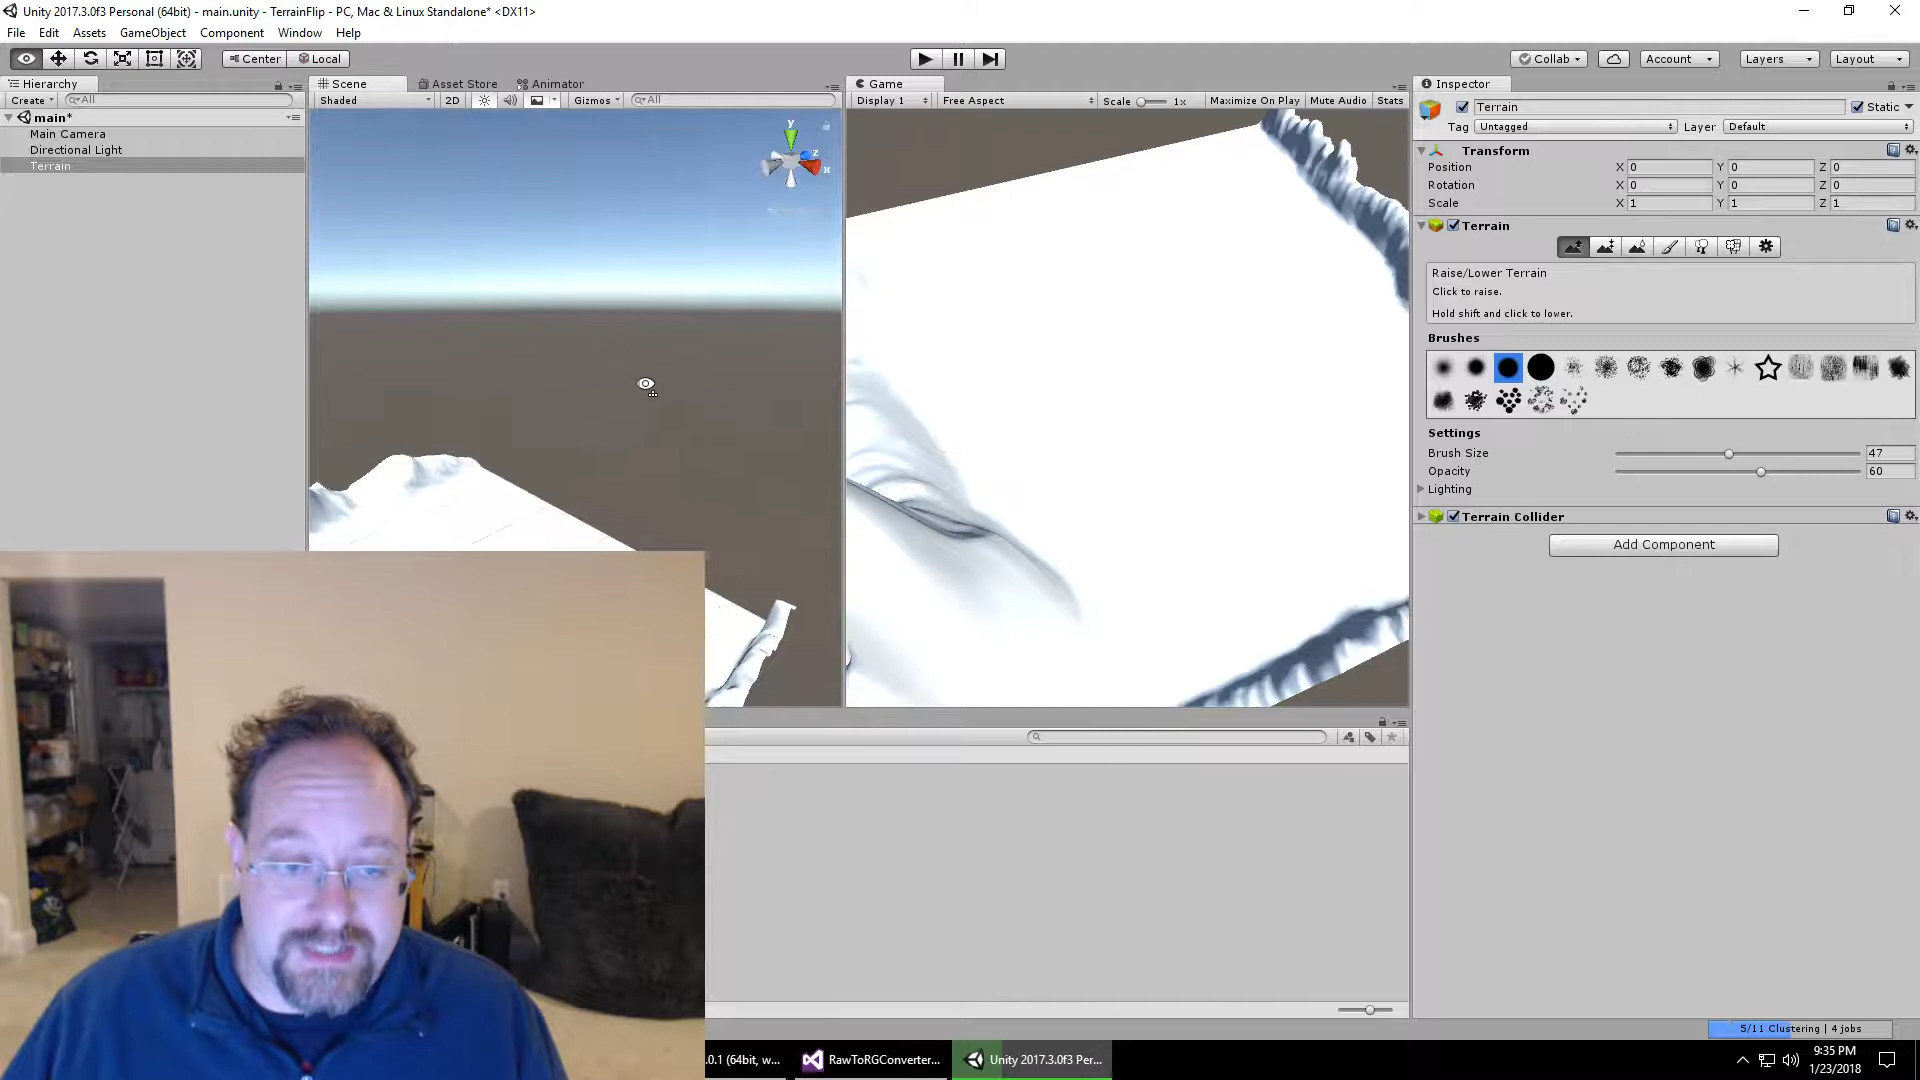 Unity 2017.3.0f3 Personal (64bit) - main.unity - TerrainFlip - PC, Mac & Linux Standalone* <DX11>
File Edit Assets GameObject Component Window Help
Center Local Collab Account Layers Layout
Hierarchy Scene Asset Store Animator Game Inspector
Create All Shaded 2D Gizmos All Display 1 Free Aspect Scale 1x Maximize On Play Mute Audio Stats
Terrain Static
main*
Tag Untagged Layer Default
Main Camera
Directional Light
Terrain
y
z
x
Transform
Position X 0 Y 0 Z 0
Rotation X 0 Y 0 Z 0
Scale X 1 Y 1 Z 1
Terrain
Raise/Lower Terrain
Click to raise.
Hold shift and click to lower.
Brushes
Settings
Brush Size 47
Opacity 60
Lighting
Terrain Collider
Add Component
5/11 Clustering | 4 jobs
.0.1 (64bit, w... RawToRGConverter... Unity 2017.3.0f3 Per...
9:35 PM
1/23/2018